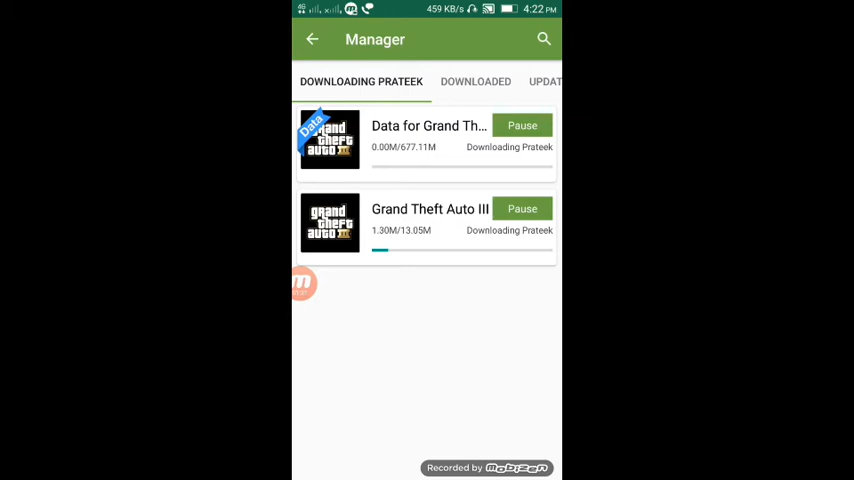 4G 459 KB/s 4:22 PM
Manager
DOWNLOADING PRATEEK DOWNLOADED UPDAT
Data
grand theft auto III
Data for Grand Th... Pause
0.00M/677.11M Downloading Prateek
grand theft auto III
Grand Theft Auto III Pause
1.30M/13.05M Downloading Prateek
Recorded by mobizen